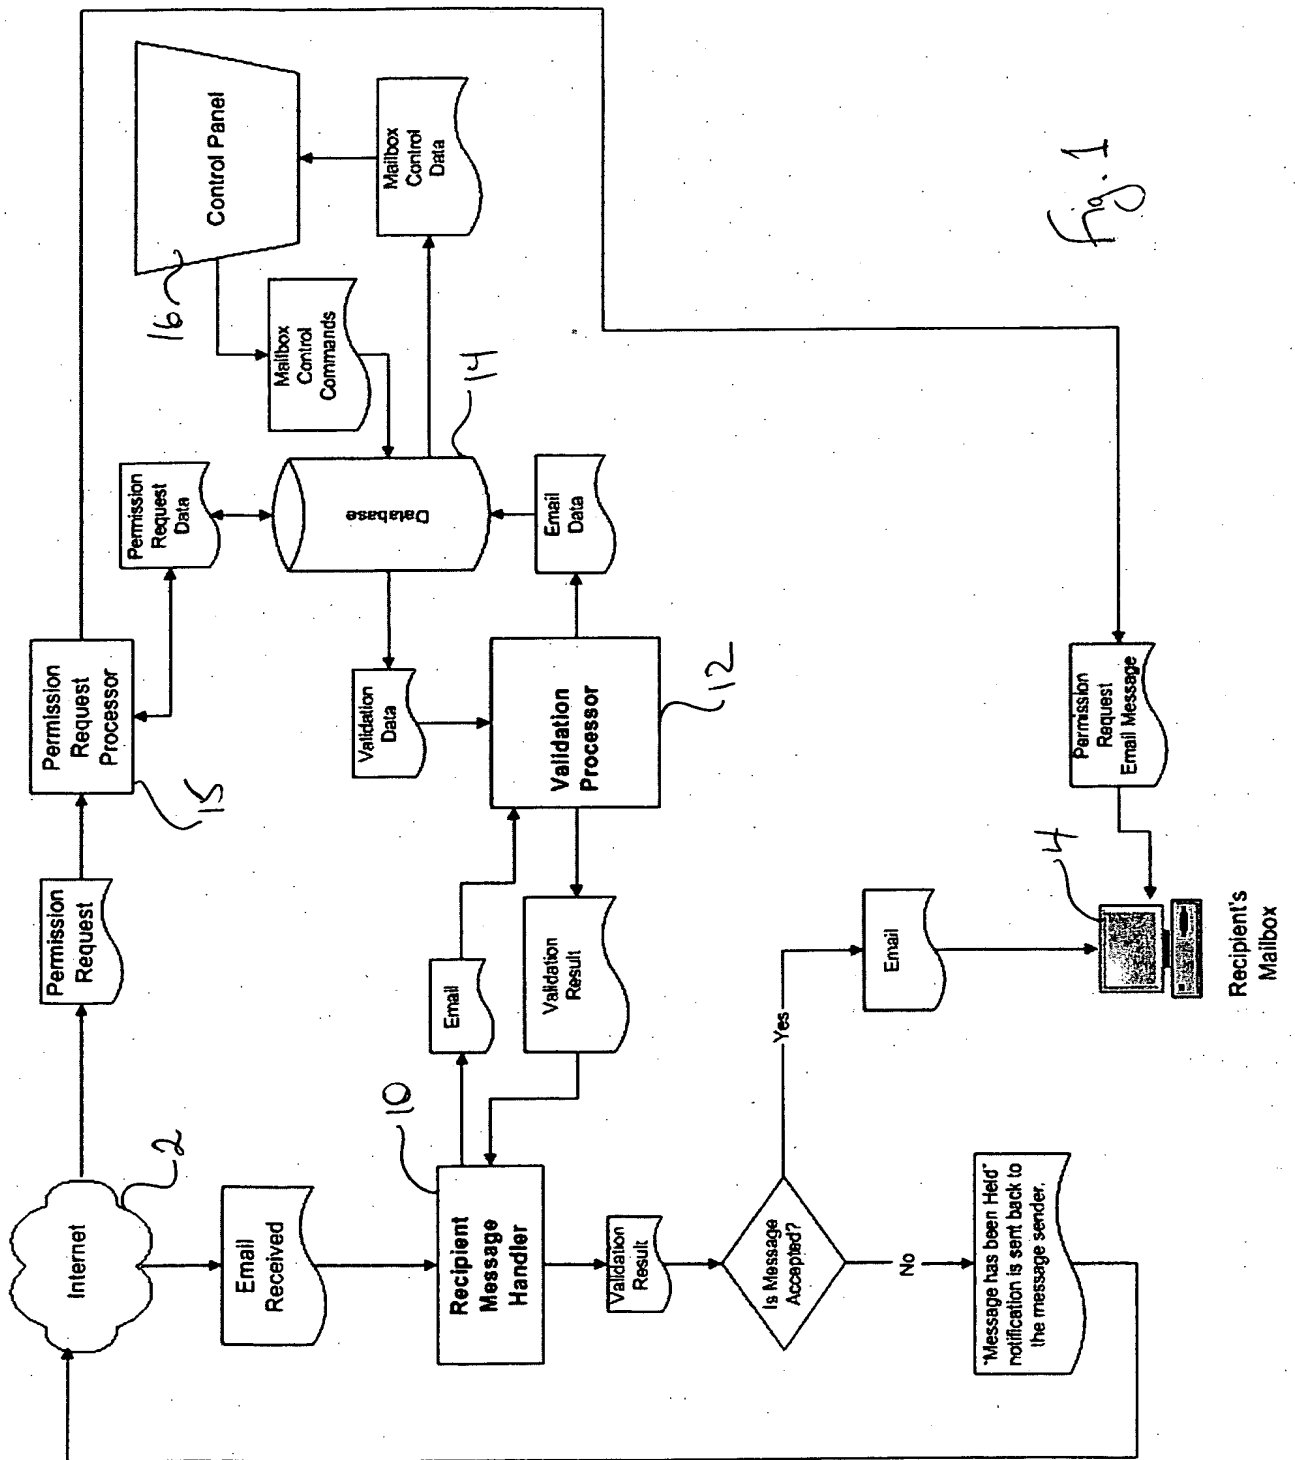 Internet
2
Permission
Request
Permission
Request
Processor
15
Permission
Request
Data
Control Panel
16
Mailbox
Control
Commands
Mailbox
Control
Data
Database
14
Email
Received
Recipient
Message
Handler
10
Email
Validation
Result
Validation
Data
Validation
Processor
12
Email
Data
Validation
Result
Is Message
Accepted?
Yes
No
Email
"Message has been Held"
notification is sent back to
the message sender.
Permission
Request
Email Message
4
Recipient's
Mailbox
Fig. 1